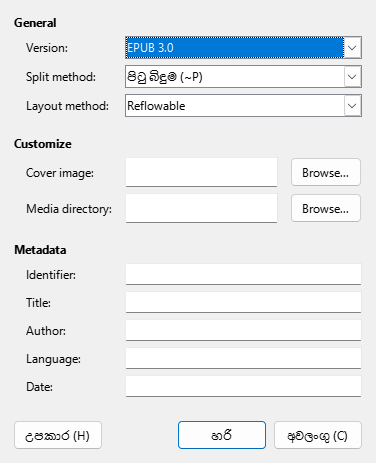 General
Version:
EPUB 3.0
Split method:
පිටු බිඳුම (~P)
Layout method:
Reflowable
Customize
Cover image:
Browse...
Media directory:
Browse...
Metadata
Identifier:
Title:
Author:
Language:
Date:
උපකාර (H)
හරි
අවලංගු (C)